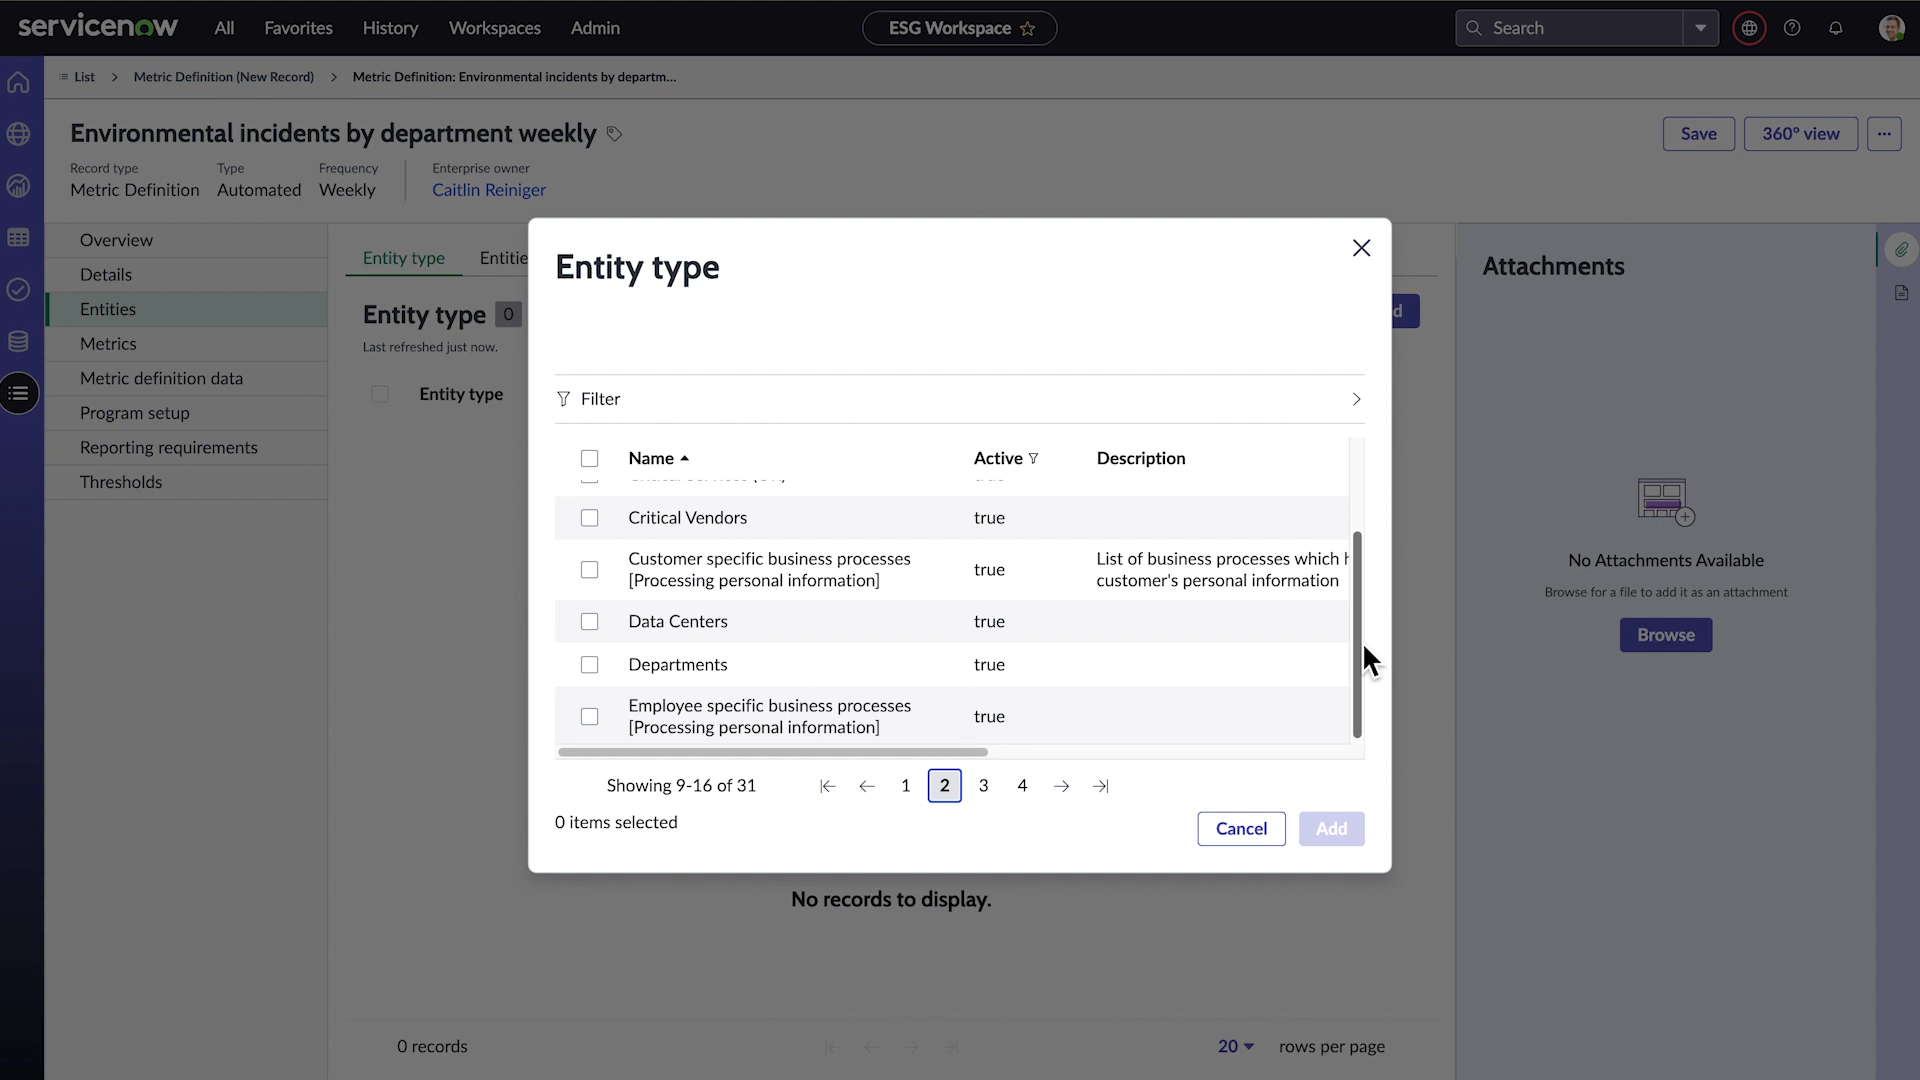 servicenow
All
Favorites
History
Workspaces
Admin
ESG Workspace
Search
List
Metric Definition (New Record)
Metric Definition: Environmental incidents by departm...
Environmental incidents by department weekly
Save
360° view
Record type
Type
Frequency
Enterprise owner
Metric Definition
Automated
Weekly
Caitlin Reiniger
Overview
Details
Entities
Metrics
Metric definition data
Program setup
Reporting requirements
Thresholds
Entity type
Entitie
Entity type 0
Last refreshed just now.
Entity type
Entity type
Filter
Name
Active
Description
Critical Vendors
true
Customer specific business processes
[Processing personal information]
true
List of business processes which h
customer's personal information
Data Centers
true
Departments
true
Employee specific business processes
[Processing personal information]
true
Showing 9-16 of 31
1
2
3
4
0 items selected
Cancel
Add
d
No records to display.
0 records
20
rows per page
Attachments
No Attachments Available
Browse for a file to add it as an attachment
Browse